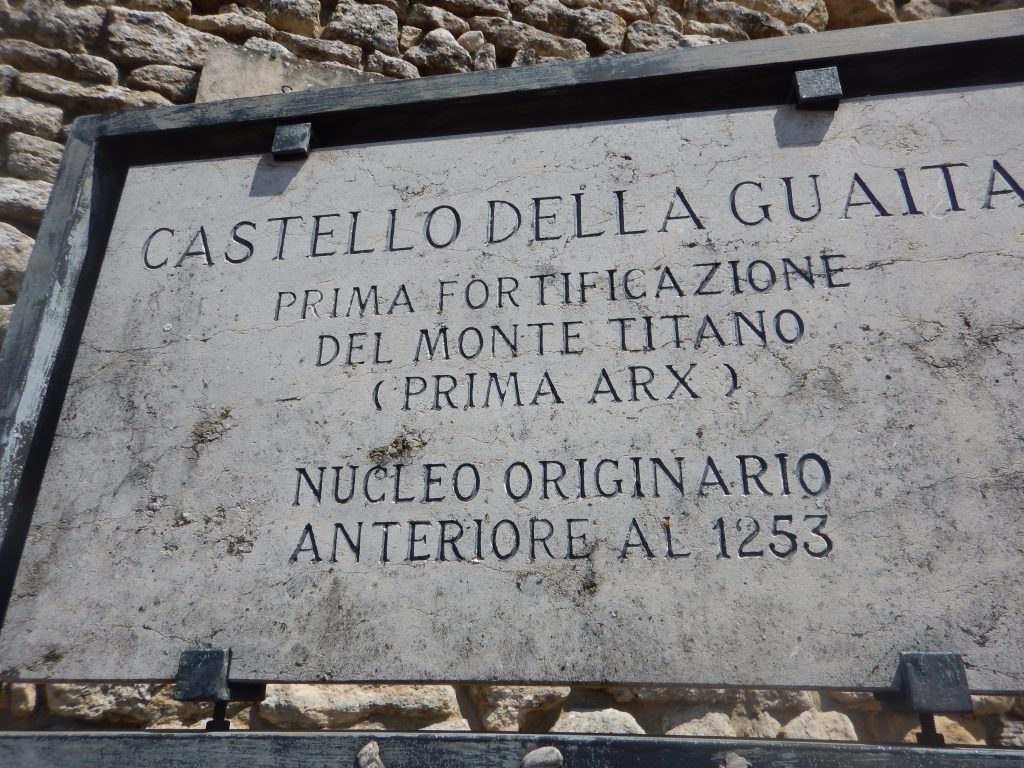 CASTELLO DELLA GUAITA
PRIMA FORTIFICAZIONE
DEL MONTE TITANO
(PRIMA ARX)
NUCLEO ORIGINARIO
ANTERIORE AL 1253